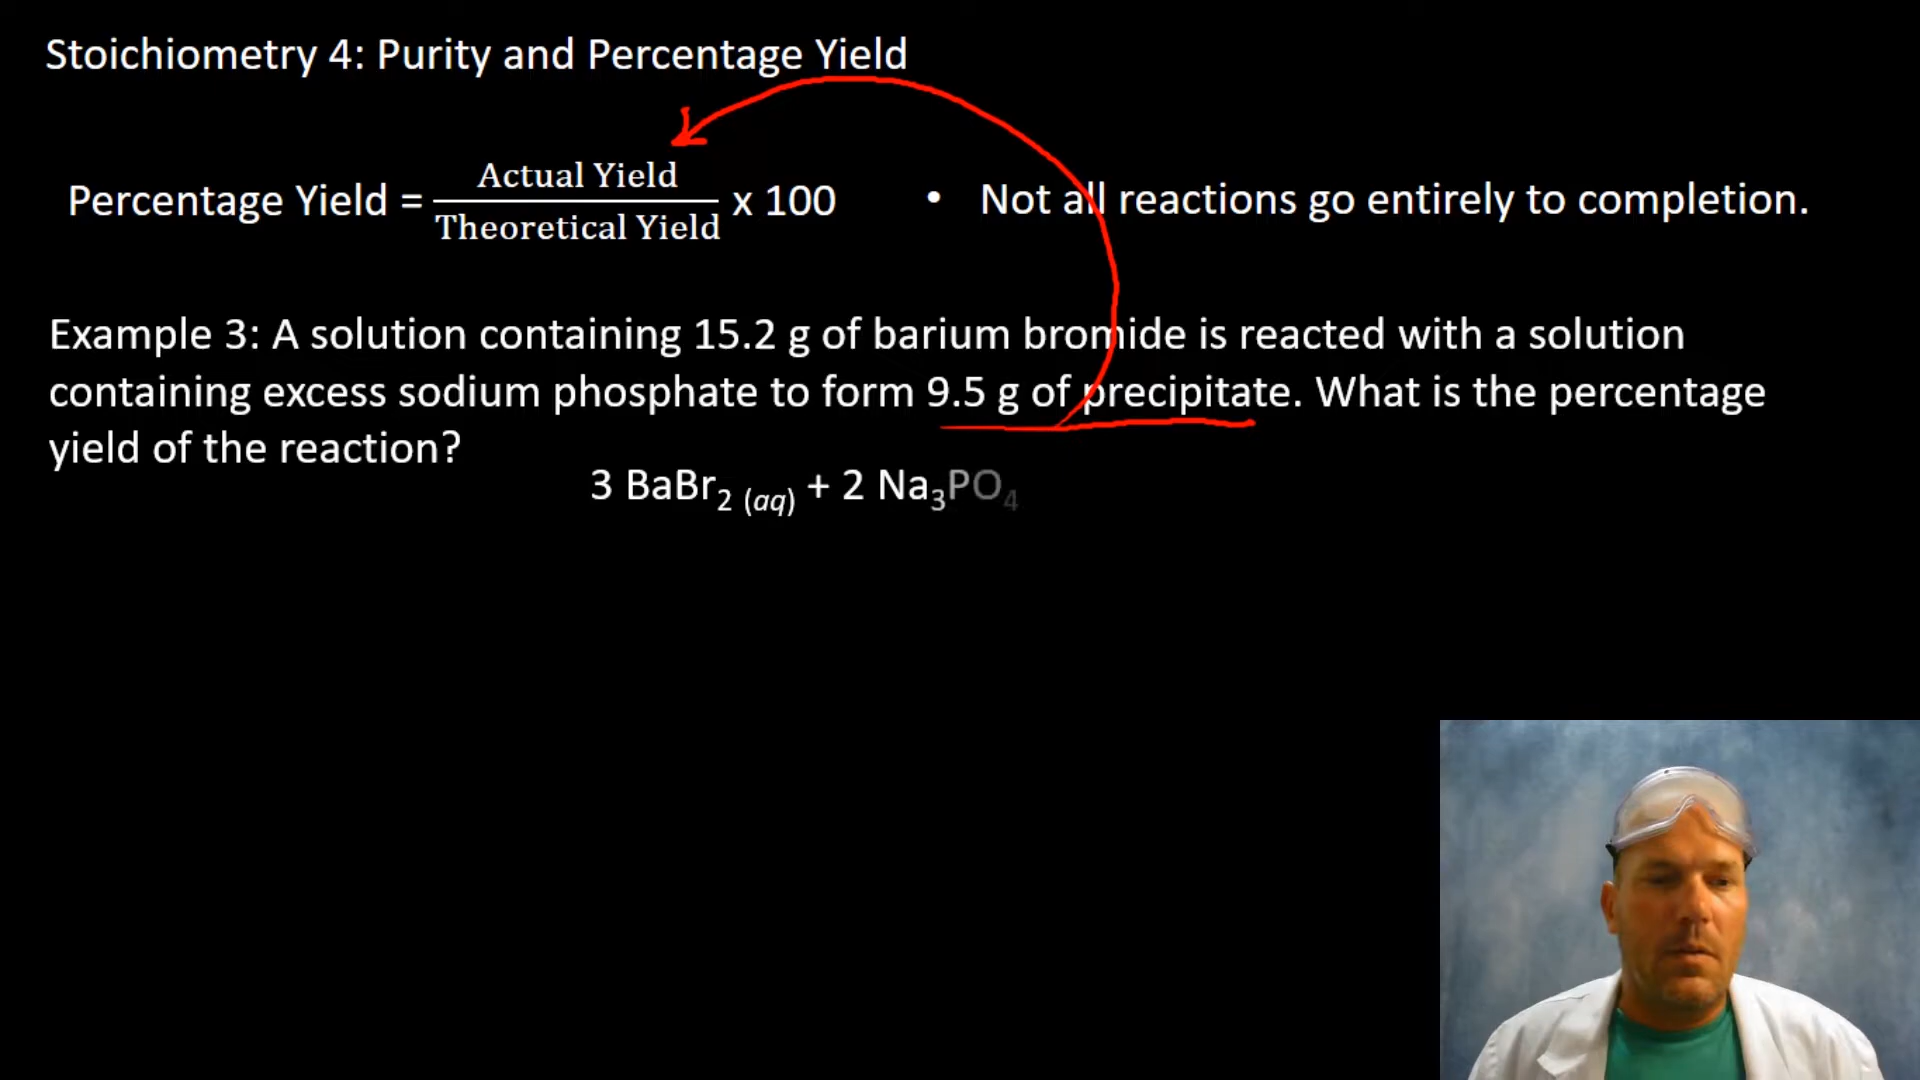 Stoichiometry 4: Purity and Percentage Yield
Percentage Yield = Actual Yield / Theoretical Yield x 100
• Not all reactions go entirely to completion.
Example 3: A solution containing 15.2 g of barium bromide is reacted with a solution
containing excess sodium phosphate to form 9.5 g of precipitate. What is the percentage
yield of the reaction?
3 BaBr₂ (aq) + 2 Na₃PO₄